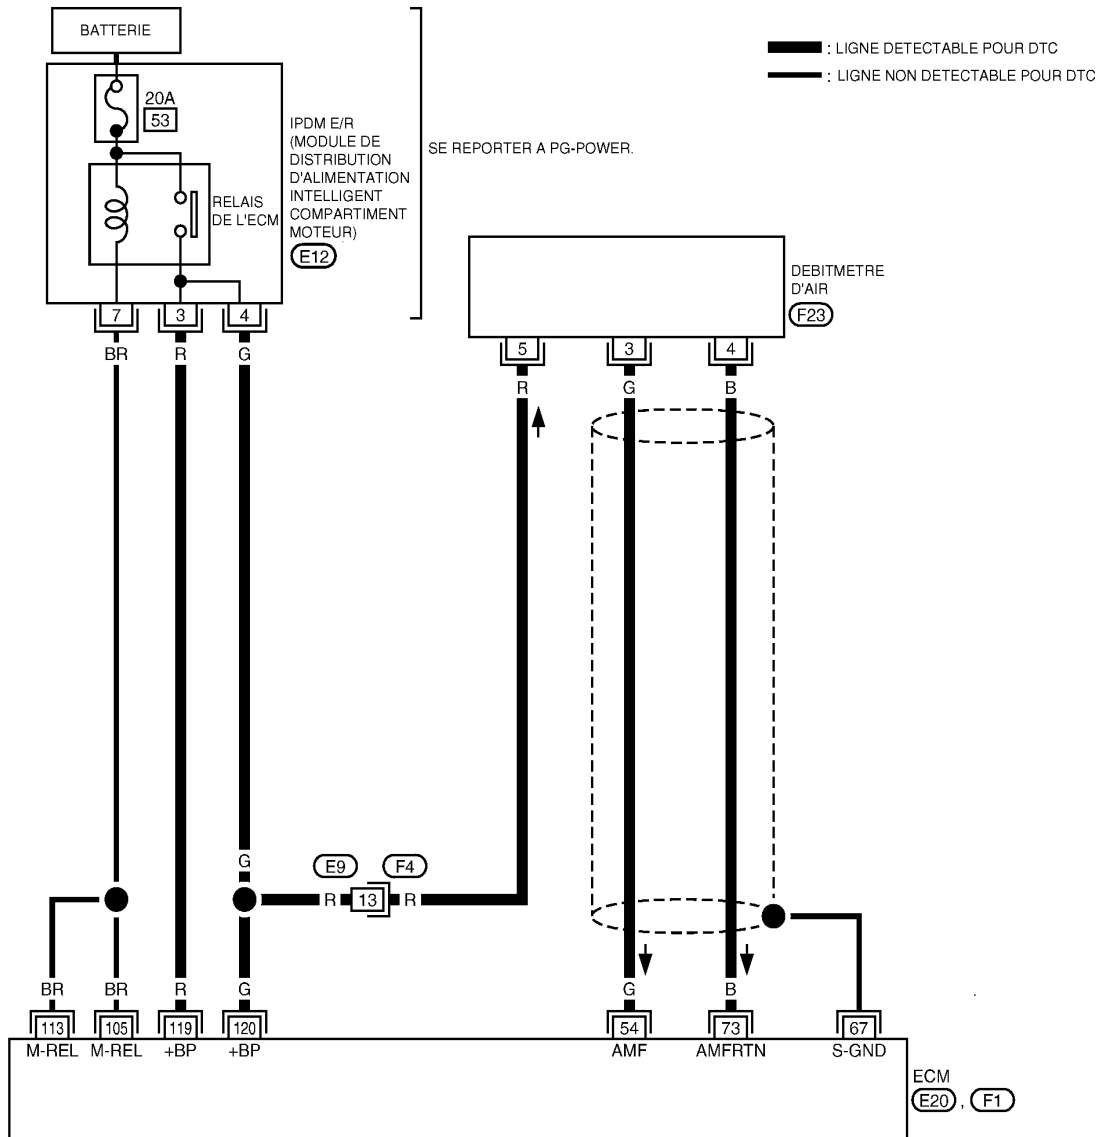 BATTERIE
: LIGNE DETECTABLE POUR DTC
: LIGNE NON DETECTABLE POUR DTC
20A
53
IPDM E/R
(MODULE DE
DISTRIBUTION
D'ALIMENTATION
INTELLIGENT
COMPARTIMENT
MOTEUR)
E12
SE REPORTER A PG-POWER.
RELAIS
DE L'ECM
DEBITMETRE
D'AIR
F23
7 3 4
BR R G
5 3 4
R G B
G
E9 F4
R 13 R
BR BR R G G B
113 105 119 120 54 73 67
M-REL M-REL +BP +BP AMF AMFRTN S-GND
ECM
E20 , F1